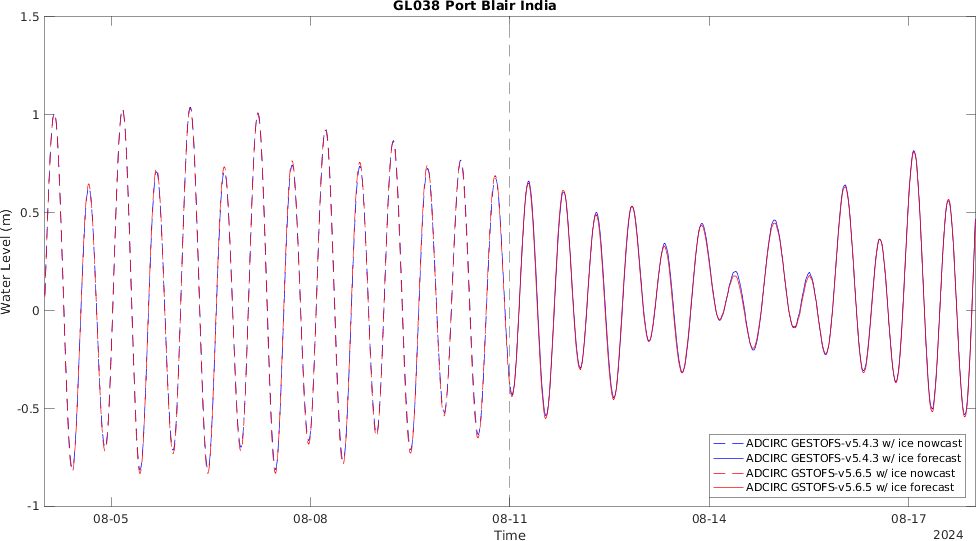 GL038 Port Blair India
1.5
1
0.5
0
-0.5
-1
Water Level (m)
ADCIRC GESTOFS-v5.4.3 w/ ice nowcast
ADCIRC GESTOFS-v5.4.3 w/ ice forecast
ADCIRC GSTOFS-v5.6.5 w/ ice nowcast
ADCIRC GSTOFS-v5.6.5 w/ ice forecast
08-05 08-08 08-11 08-14 08-17
Time
2024